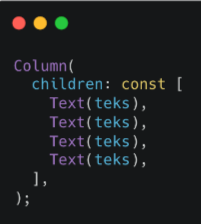 Column(
  children: const [
    Text(teks),
    Text(teks),
    Text(teks),
    Text(teks),
  ],
);